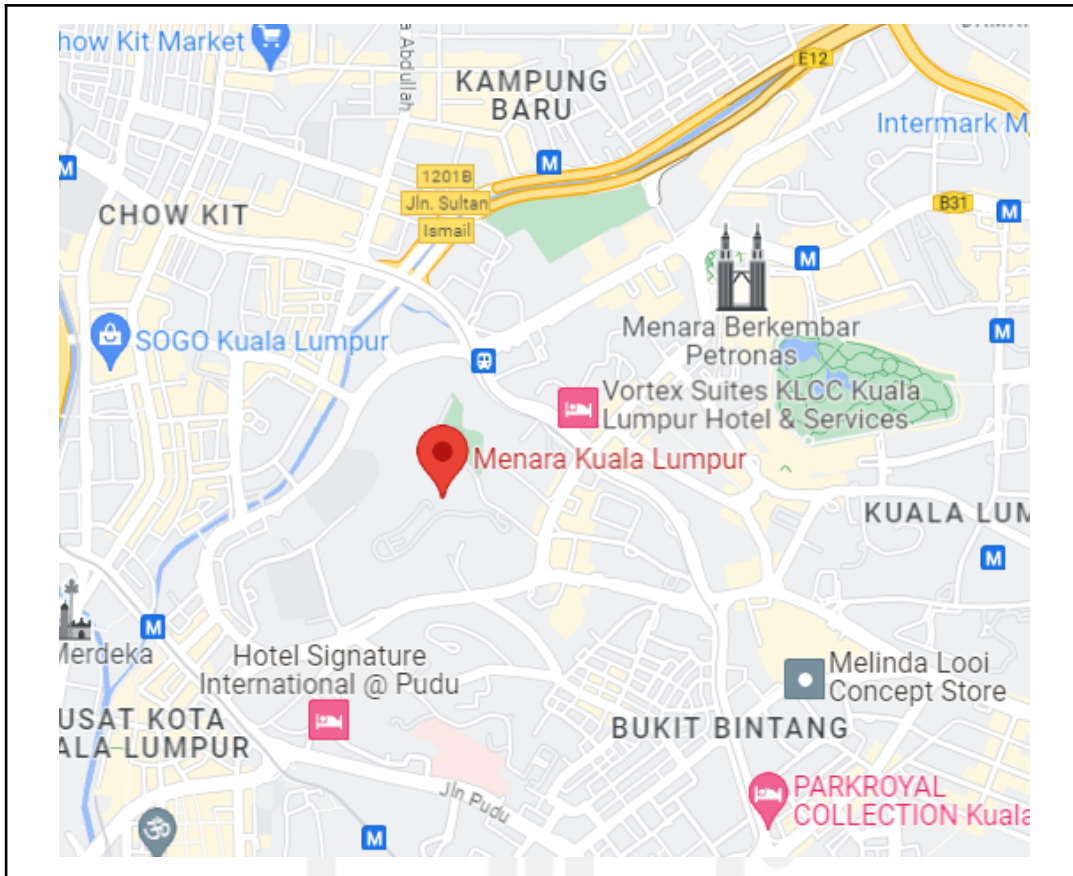 how Kit Market
a Abdullah
KAMPUNG
BARU
E12
Intermark M
M
M
1201B
Jln. Sultan
Ismail
CHOW KIT
B31
M
M
SOGO Kuala Lumpur
Menara Berkembar
Petronas
M
Vortex Suites KLCC Kuala
Lumpur Hotel & Services
Menara Kuala Lumpur
KUALA LUM
M
M
Merdeka
Hotel Signature
International @ Pudu
Melinda Looi
Concept Store
USAT KOTA
ALA LUMPUR
BUKIT BINTANG
Jln Pudu
PARKROYAL
COLLECTION Kuala
M